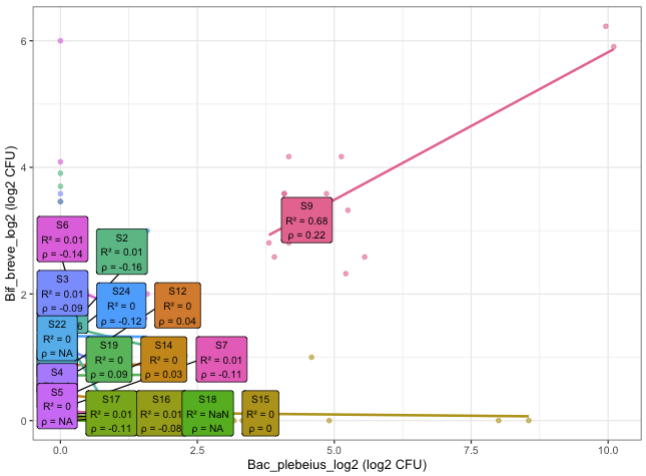 6
4
2
0
Bif_breve_log2 (log2 CFU)
S6
R² = 0.01
ρ = -0.14
S2
R² = 0.01
ρ = -0.16
S9
R² = 0.68
ρ = 0.22
S3
R² = 0.01
ρ = -0.09
S24
R² = 0
ρ = -0.12
S12
R² = 0
ρ = 0.04
S22
R² = 0
ρ = NA
6
S19
R² = 0
ρ = 0.09
S14
R² = 0
ρ = 0.03
S7
R² = 0.01
ρ = -0.11
S4
S5
R² = 0
ρ = NA
S17
R² = 0.01
ρ = -0.11
S16
R² = 0.01
ρ = -0.08
S18
R² = NaN
ρ = NA
S15
R² = 0
ρ = 0
0.0 2.5 5.0 7.5 10.0
Bac_plebeius_log2 (log2 CFU)